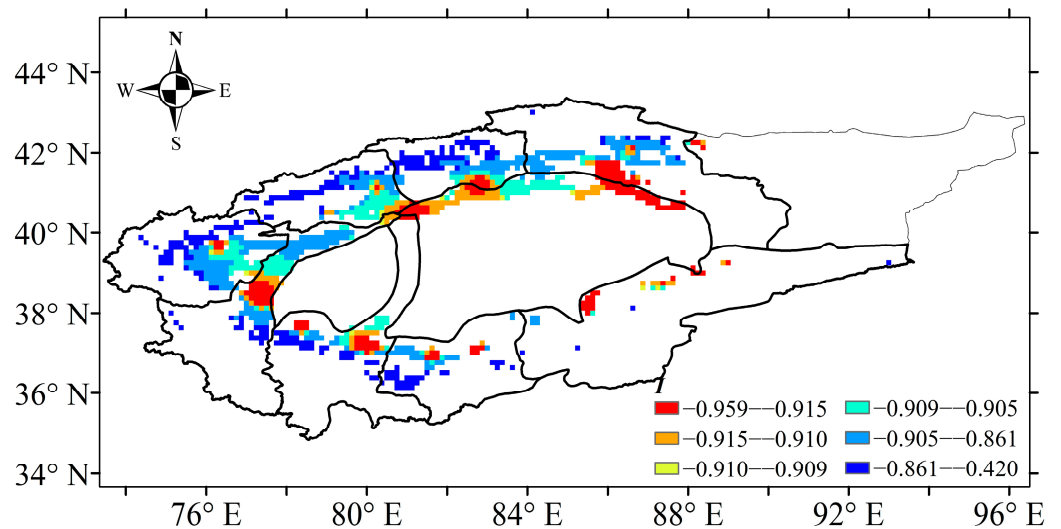 N
W E
S
44° N
42° N
40° N
38° N
36° N
34° N
−0.959—−0.915
−0.915—−0.910
−0.910—−0.909
−0.909—−0.905
−0.905—−0.861
−0.861—−0.420
76° E 80° E 84° E 88° E 92° E 96° E